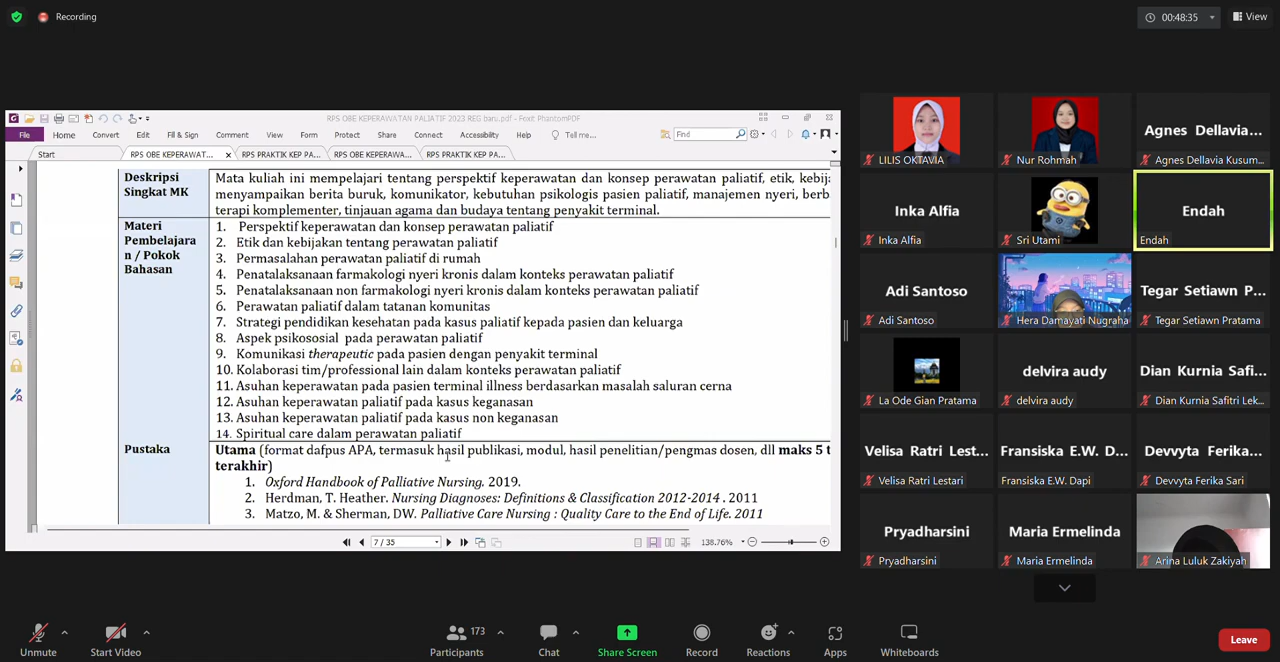 Recording
00:48:35
View
RPS OBE KEPERAWATAN PALIATIF 2023 REG baru.pdf - Foxit PhantomPDF
File Home Convert Edit Fill & Sign Comment View Form Protect Share Connect Accessibility Help Tell me... Find
Start RPS OBE KEPERAWAT... RPS PRAKTIK KEP PA... RPS OBE KEPERAWA... RPS PRAKTIK KEP PA...
Deskripsi Singkat MK
Mata kuliah ini mempelajari tentang perspektif keperawatan dan konsep perawatan paliatif, etik, kebija
menyampaikan berita buruk, komunikator, kebutuhan psikologis pasien paliatif, manajemen nyeri, berb
terapi komplementer, tinjauan agama dan budaya tentang penyakit terminal.
Materi
Pembelajara
n / Pokok
Bahasan
1. Perspektif keperawatan dan konsep perawatan paliatif
2. Etik dan kebijakan tentang perawatan paliatif
3. Permasalahan perawatan paliatif di rumah
4. Penatalaksanaan farmakologi nyeri kronis dalam konteks perawatan paliatif
5. Penatalaksanaan non farmakologi nyeri kronis dalam konteks perawatan paliatif
6. Perawatan paliatif dalam tatanan komunitas
7. Strategi pendidikan kesehatan pada kasus paliatif kepada pasien dan keluarga
8. Aspek psikososial pada perawatan paliatif
9. Komunikasi therapeutic pada pasien dengan penyakit terminal
10. Kolaborasi tim/professional lain dalam konteks perawatan paliatif
11. Asuhan keperawatan pada pasien terminal illness berdasarkan masalah saluran cerna
12. Asuhan keperawatan paliatif pada kasus keganasan
13. Asuhan keperawatan paliatif pada kasus non keganasan
14. Spiritual care dalam perawatan paliatif
Pustaka
Utama (format dafpus APA, termasuk hasil publikasi, modul, hasil penelitian/pengmas dosen, dll maks 5 t
terakhir)
1. Oxford Handbook of Palliative Nursing. 2019.
2. Herdman, T. Heather. Nursing Diagnoses: Definitions & Classification 2012-2014 . 2011
3. Matzo, M. & Sherman, DW. Palliative Care Nursing : Quality Care to the End of Life. 2011
7 / 35
138.76%
LILIS OKTAVIA
Nur Rohmah
Agnes Dellavia...
Agnes Dellavia Kusum...
Inka Alfia
Inka Alfia
Sri Utami
Endah
Endah
Adi Santoso
Adi Santoso
Hera Damayati Nugraha
Tegar Setiawn P...
Tegar Setiawn Pratama
La Ode Gian Pratama
delvira audy
delvira audy
Dian Kurnia Safi...
Dian Kurnia Safitri Lek...
Velisa Ratri Lest...
Velisa Ratri Lestari
Fransiska E.W. D...
Fransiska E.W. Dapi
Devvyta Ferika...
Devvyta Ferika Sari
Pryadharsini
Pryadharsini
Maria Ermelinda
Maria Ermelinda
Arina Luluk Zakiyah
Unmute
Start Video
173
Participants
Chat
Share Screen
Record
Reactions
Apps
Whiteboards
Leave